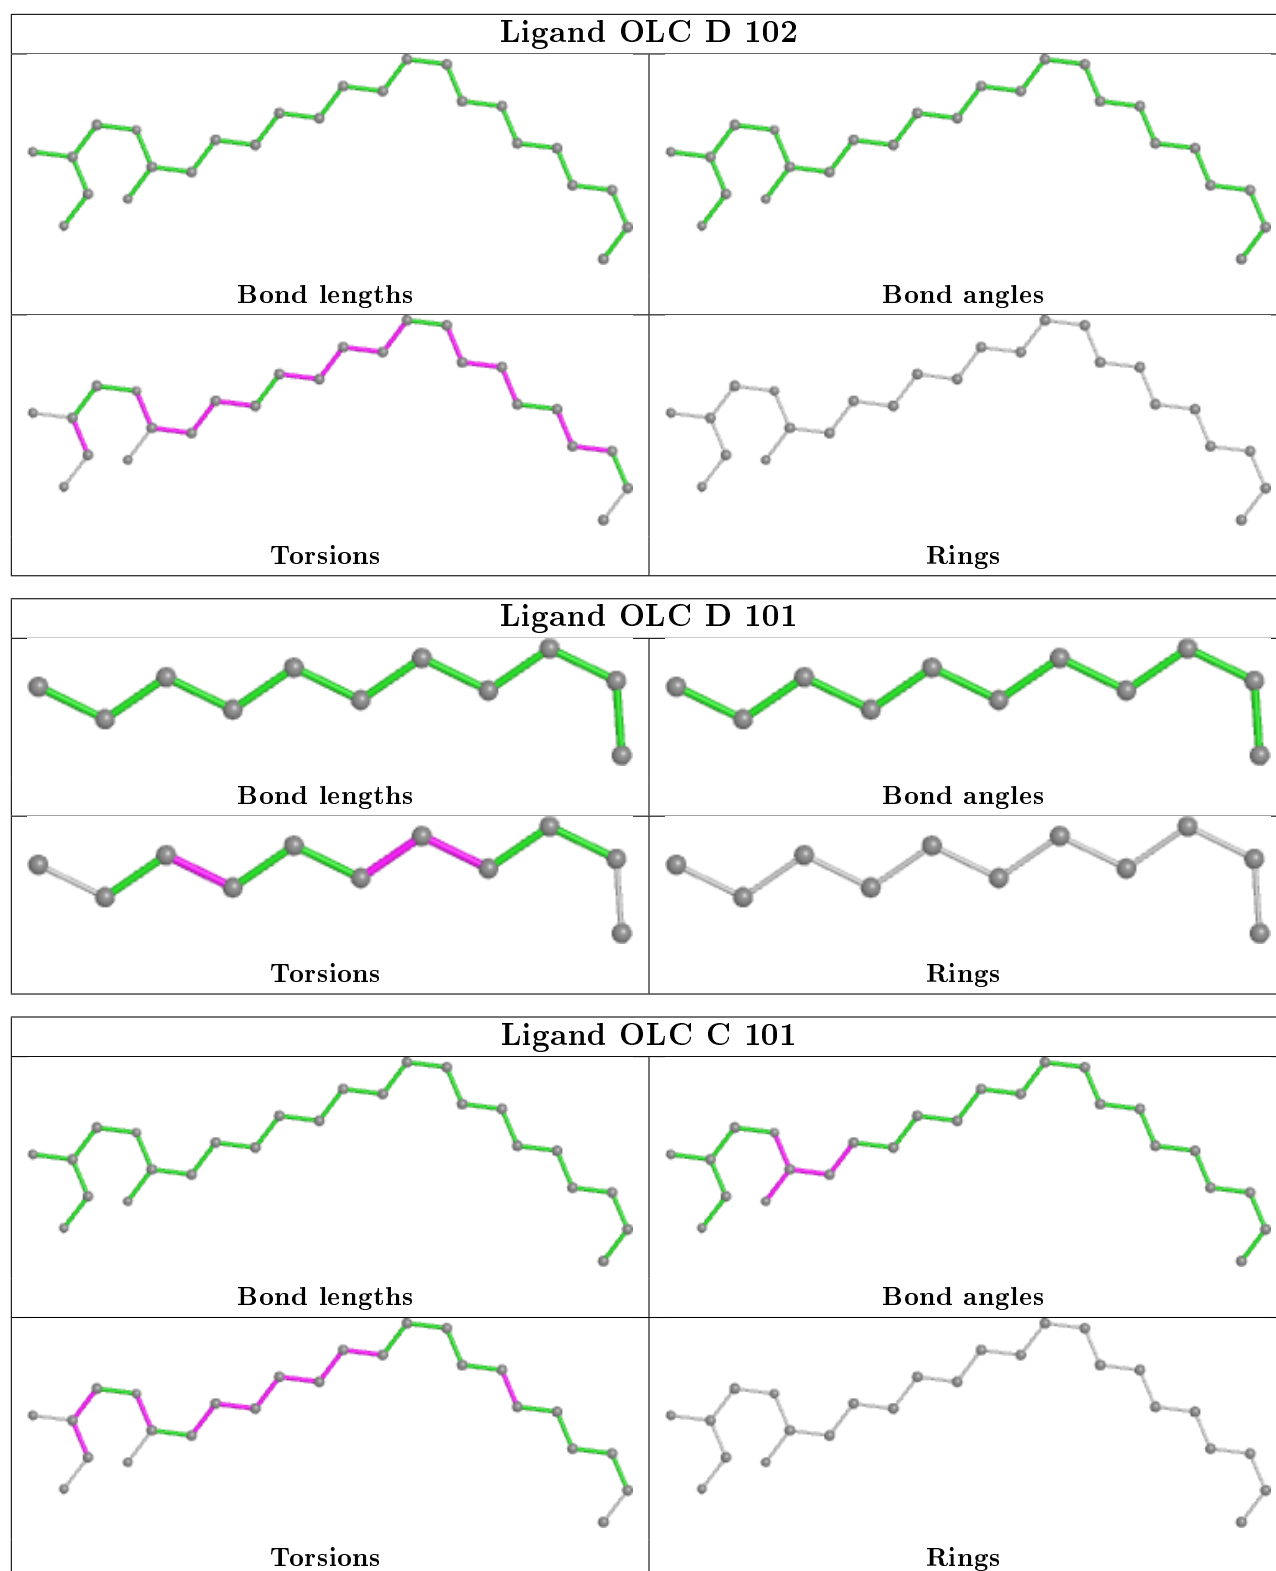 Ligand OLC D 102
Bond lengths
Bond angles
Torsions
Rings
Ligand OLC D 101
Bond lengths
Bond angles
Torsions
Rings
Ligand OLC C 101
Bond lengths
Bond angles
Torsions
Rings